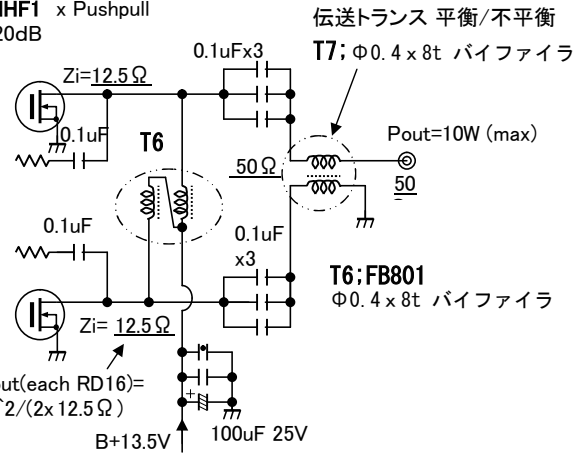 HF1 x Pushpull
20dB
伝送トランス 平衡/不平衡
T7; Φ0.4 x 8t バイファイラ
0.1uFx3
Zi=12.5Ω
0.1uF
T6
50Ω
Pout=10W (max)
50
0.1uF
0.1uF
x3
T6;FB801
Φ0.4 x 8t バイファイラ
Zi= 12.5Ω
out(each RD16)=
^2/(2x 12.5Ω)
+
100uF 25V
B+13.5V